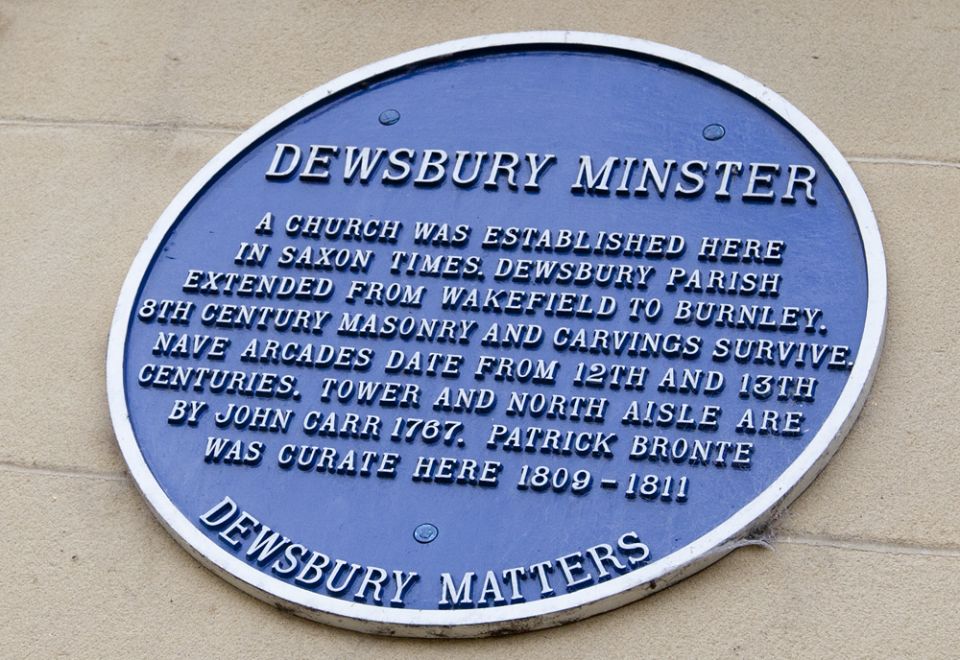 DEWSBURY MINSTER
A CHURCH WAS ESTABLISHED HERE
IN SAXON TIMES. DEWSBURY PARISH
EXTENDED FROM WAKEFIELD TO BURNLEY.
8TH CENTURY MASONRY AND CARVINGS SURVIVE.
NAVE ARCADES DATE FROM 12TH AND 13TH
CENTURIES. TOWER AND NORTH AISLE ARE
BY JOHN CARR 1767. PATRICK BRONTE
WAS CURATE HERE 1809 - 1811
DEWSBURY MATTERS